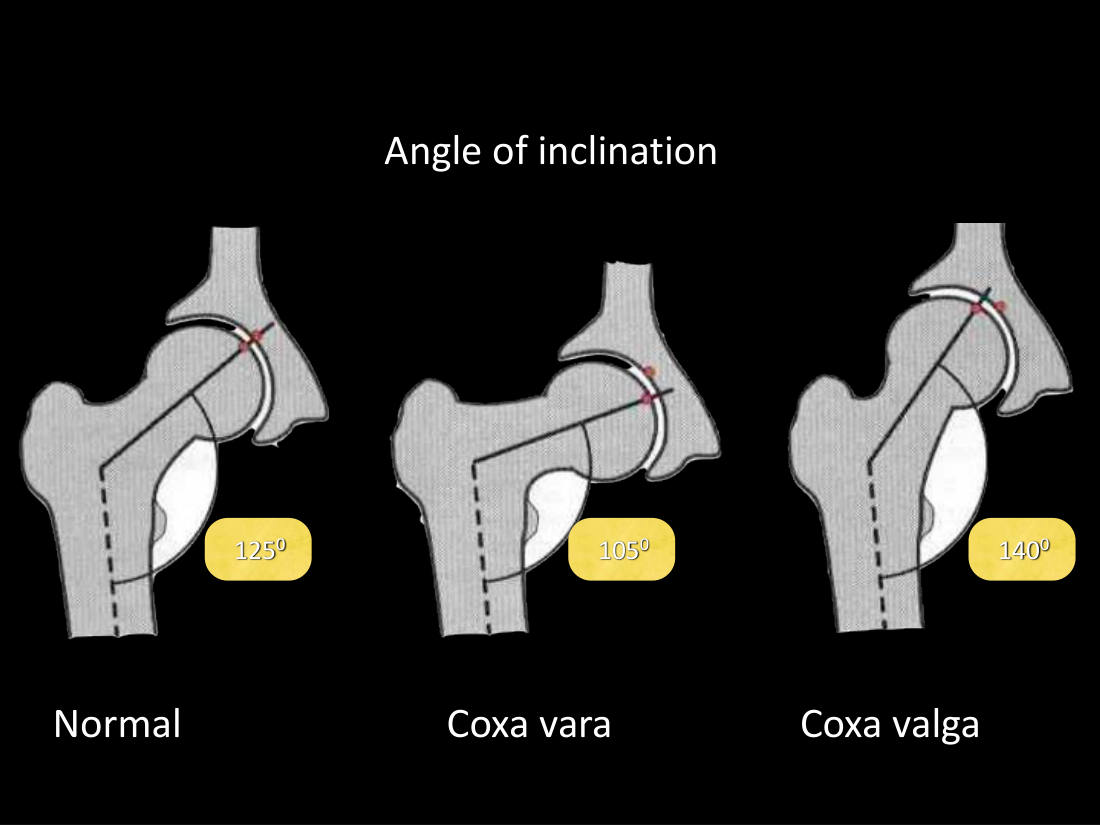 Angle of inclination
125⁰
105⁰
140⁰
Normal
Coxa vara
Coxa valga